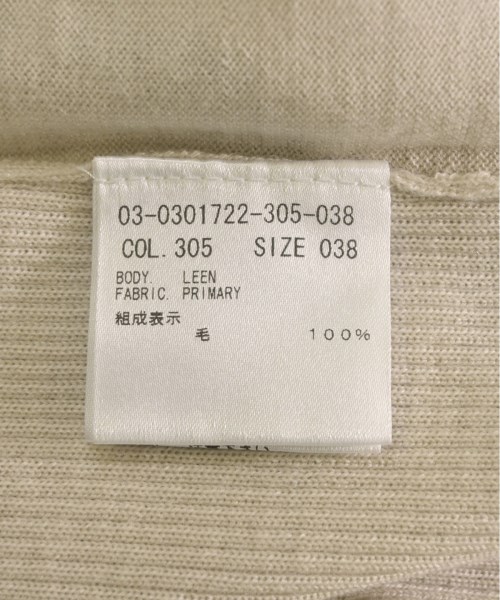 03-0301722-305-038
COL. 305 SIZE 038
BODY. LEEN
FABRIC. PRIMARY
組成表示
毛 100%